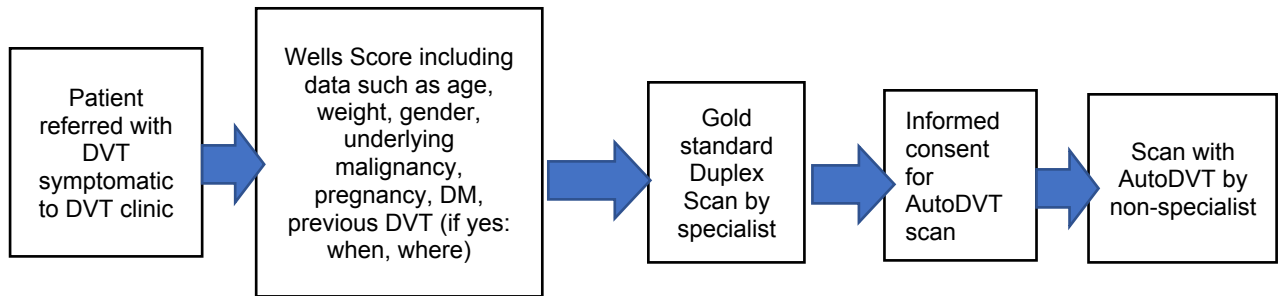 Patient
referred with
DVT
symptomatic
to DVT clinic
Wells Score including
data such as age,
weight, gender,
underlying
malignancy,
pregnancy, DM,
previous DVT (if yes:
when, where)
Gold
standard
Duplex
Scan by
specialist
Informed
consent
for
AutoDVT
scan
Scan with
AutoDVT by
non-specialist